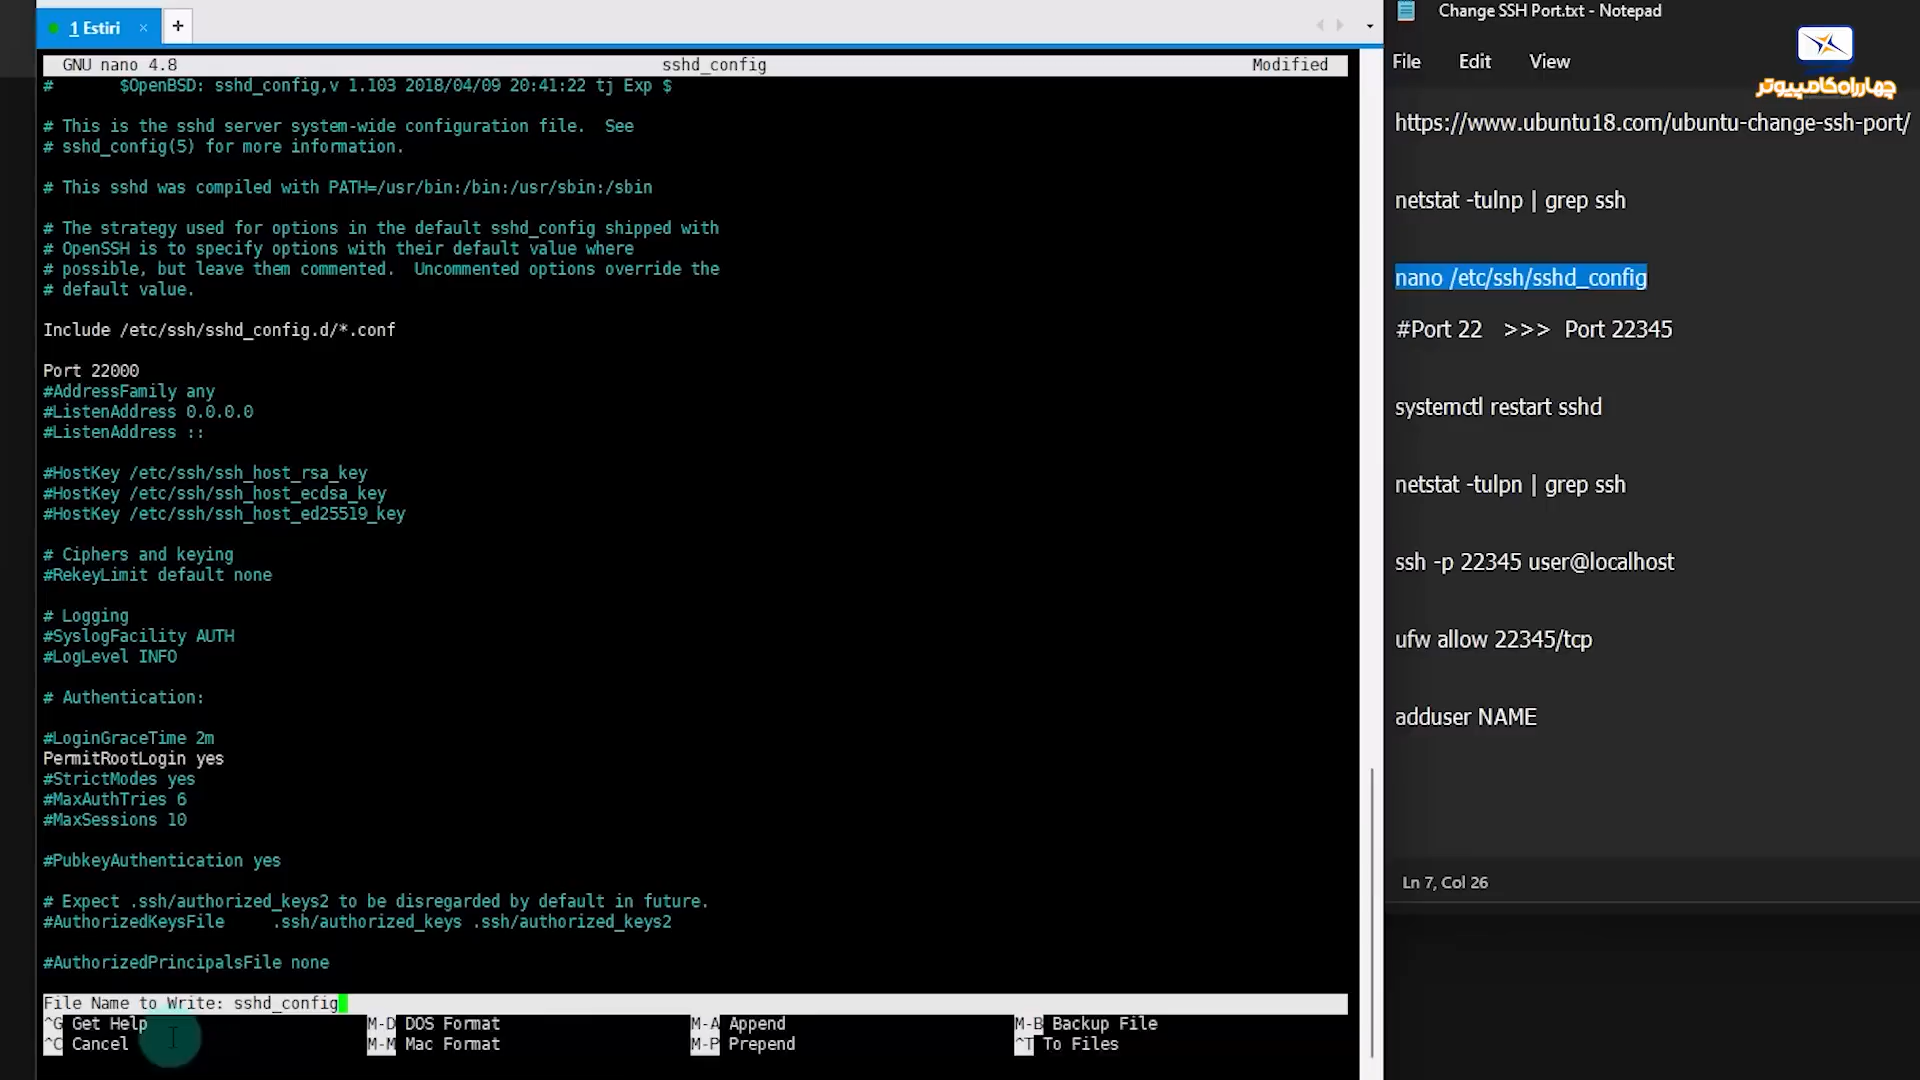 1 Estiri
GNU nano 4.8 sshd_config Modified
# $OpenBSD: sshd_config,v 1.103 2018/04/09 20:41:22 tj Exp $
# This is the sshd server system-wide configuration file. See
# sshd_config(5) for more information.
# This sshd was compiled with PATH=/usr/bin:/bin:/usr/sbin:/sbin
# The strategy used for options in the default sshd_config shipped with
# OpenSSH is to specify options with their default value where
# possible, but leave them commented. Uncommented options override the
# default value.
Include /etc/ssh/sshd_config.d/*.conf
Port 22000
#AddressFamily any
#ListenAddress 0.0.0.0
#ListenAddress ::
#HostKey /etc/ssh/ssh_host_rsa_key
#HostKey /etc/ssh/ssh_host_ecdsa_key
#HostKey /etc/ssh/ssh_host_ed25519_key
# Ciphers and keying
#RekeyLimit default none
# Logging
#SyslogFacility AUTH
#LogLevel INFO
# Authentication:
#LoginGraceTime 2m
PermitRootLogin yes
#StrictModes yes
#MaxAuthTries 6
#MaxSessions 10
#PubkeyAuthentication yes
# Expect .ssh/authorized_keys2 to be disregarded by default in future.
#AuthorizedKeysFile .ssh/authorized_keys .ssh/authorized_keys2
#AuthorizedPrincipalsFile none
File Name to Write: sshd_config
^G Get Help M-D DOS Format M-A Append M-B Backup File
^C Cancel M-M Mac Format M-P Prepend ^T To Files
Change SSH Port.txt - Notepad
File Edit View
چهارراه کامپیوتر
https://www.ubuntu18.com/ubuntu-change-ssh-port/
netstat -tulnp | grep ssh
nano /etc/ssh/sshd_config
#Port 22 >>> Port 22345
systemctl restart sshd
netstat -tulpn | grep ssh
ssh -p 22345 user@localhost
ufw allow 22345/tcp
adduser NAME
Ln 7, Col 26